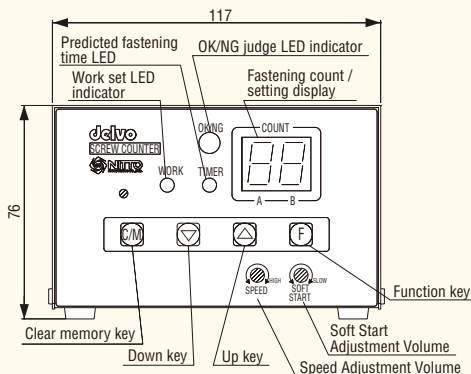 117
Predicted fastening
time LED
OK/NG judge LED indicator
Work set LED
indicator
Fastening count /
setting display
76
delvo
SCREW COUNTER
NITTO
OK/NG
COUNT
WORK
TIMER
88
A B
C/M
F
HIGH
SPEED
SLOW
SOFT
START
Function key
Clear memory key
Down key
Up key
Soft Start
Adjustment Volume
Speed Adjustment Volume